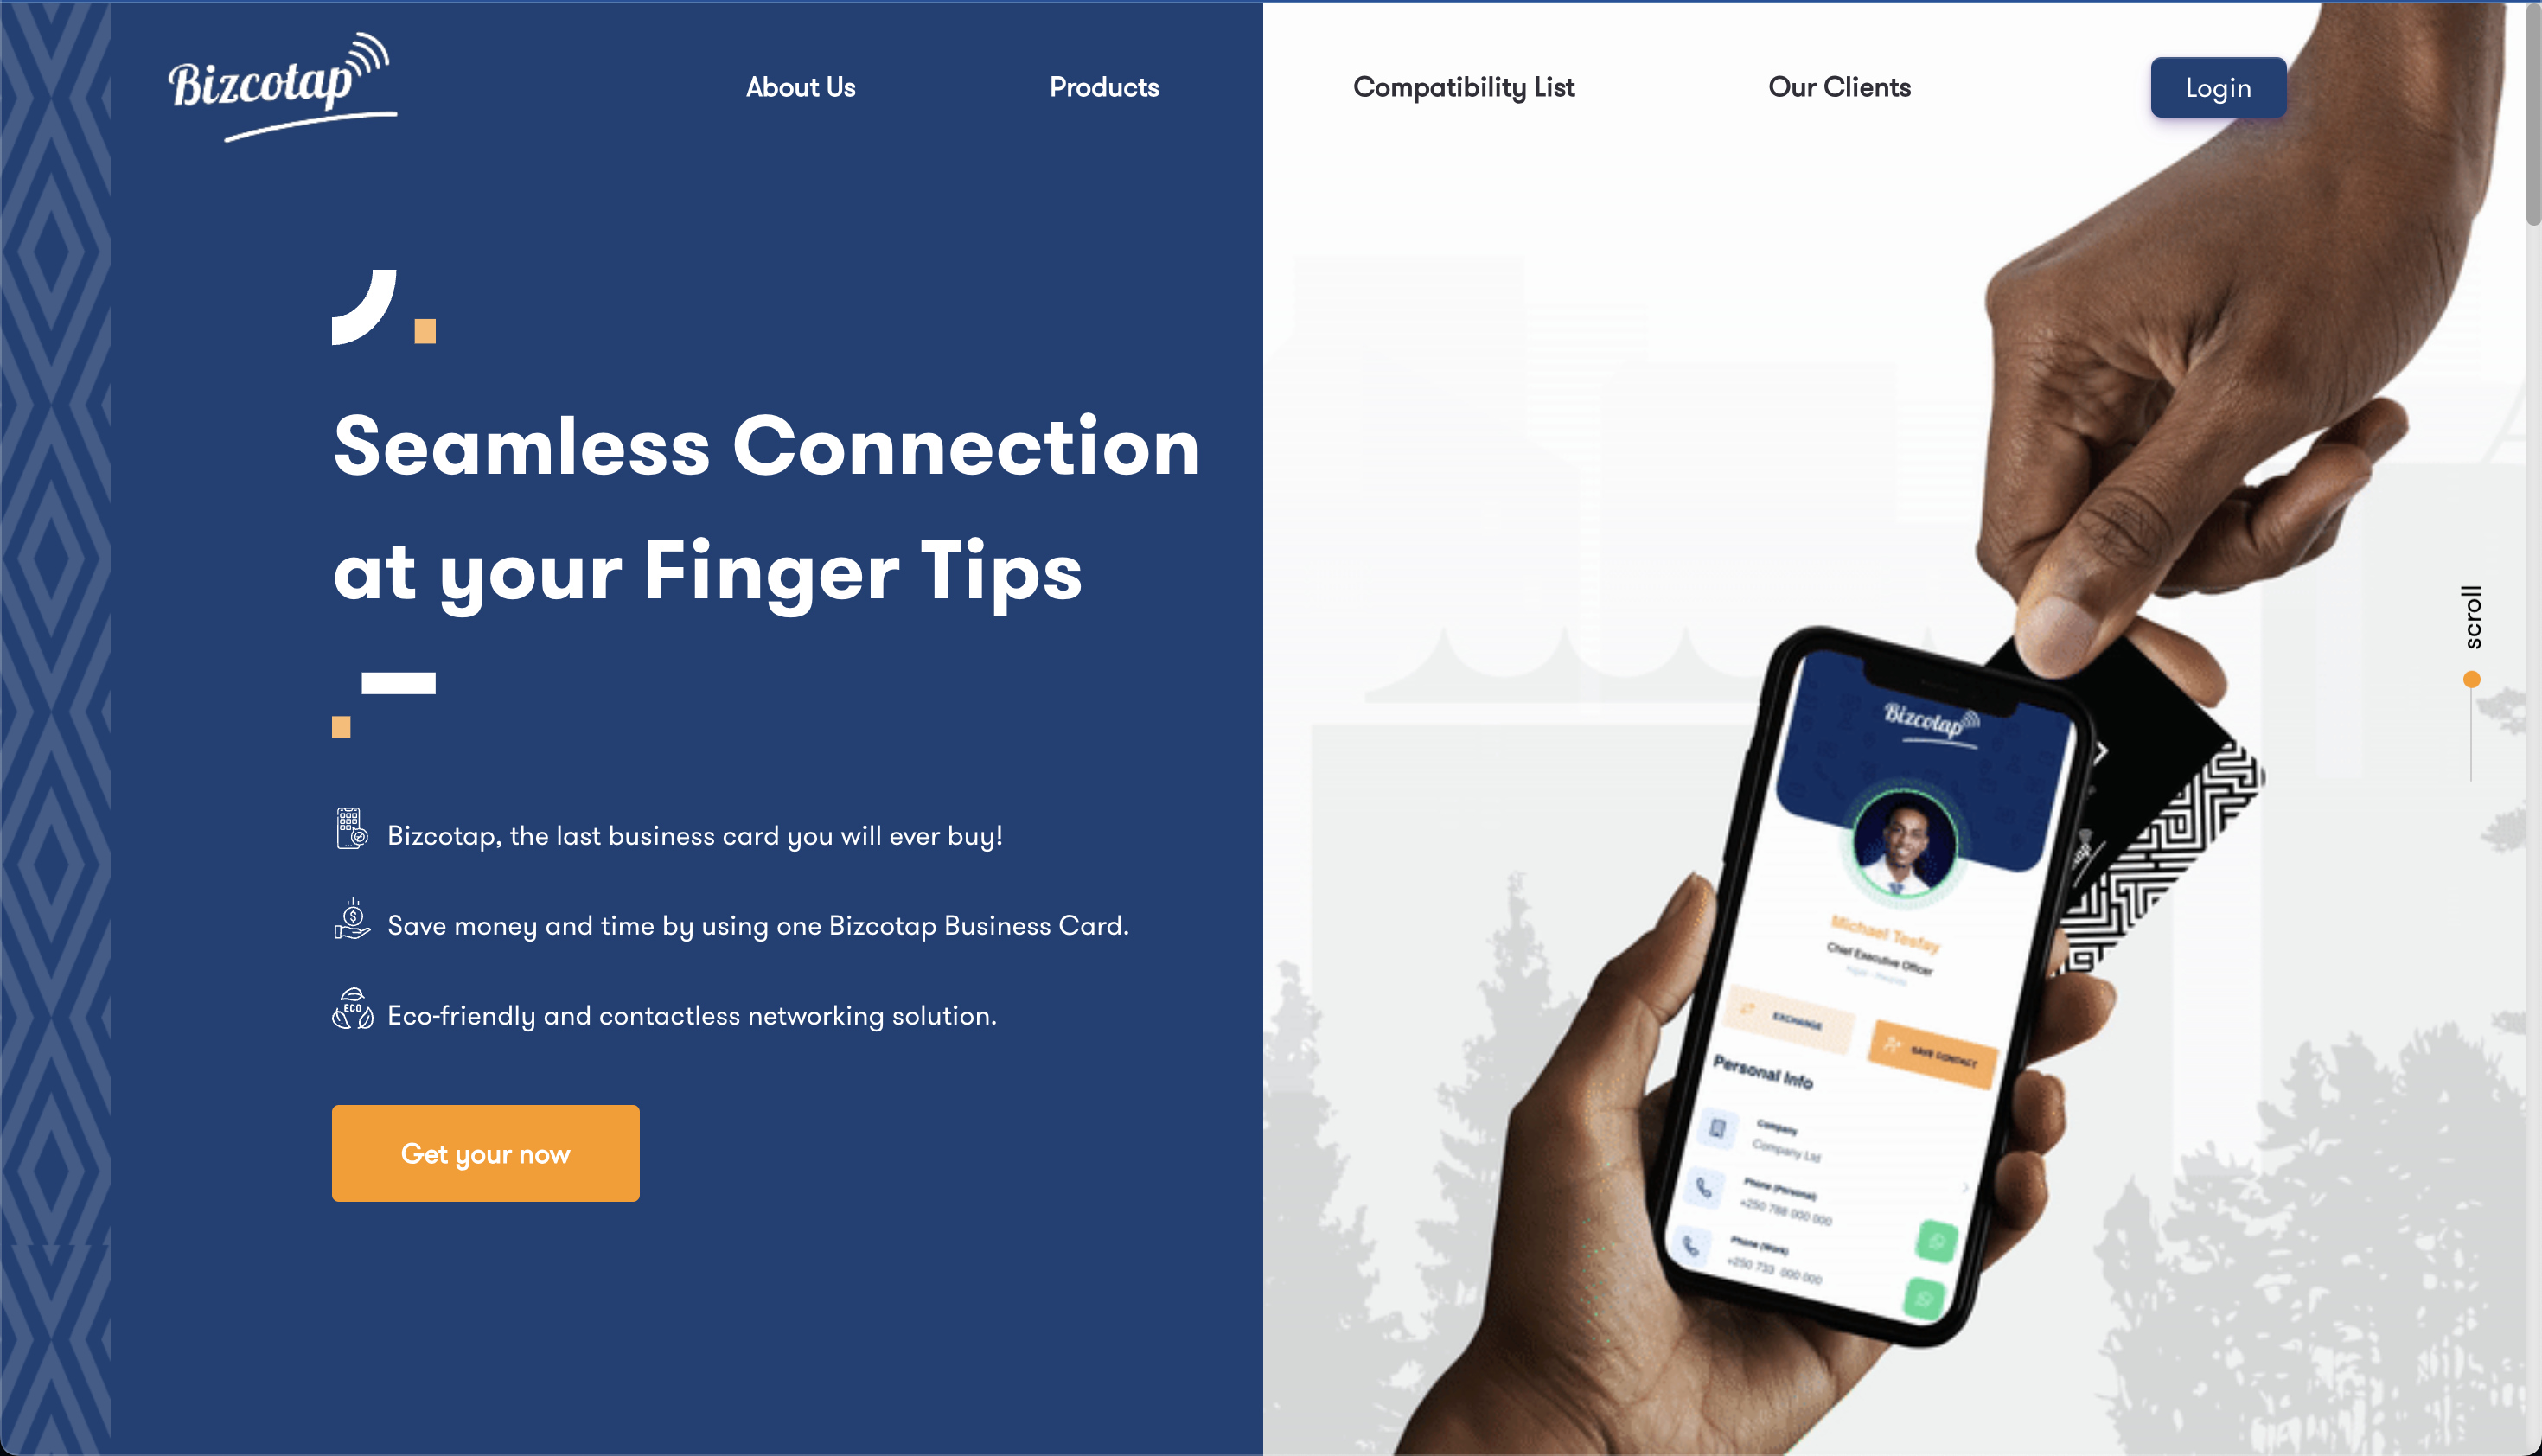 Bizcotap
About Us
Products
Compatibility List
Our Clients
Login
Seamless Connection
at your Finger Tips
Bizcotap, the last business card you will ever buy!
Save money and time by using one Bizcotap Business Card.
ECO
Eco-friendly and contactless networking solution.
Get your now
scroll
Bizcotap
Michael Tesfay
Chief Executive Officer
EXCHANGE
SAVE CONTACT
Personal Info
Company
Company Ltd
Phone (Personal)
+250 788 000 000
Phone (Work)
+250 733 000 000